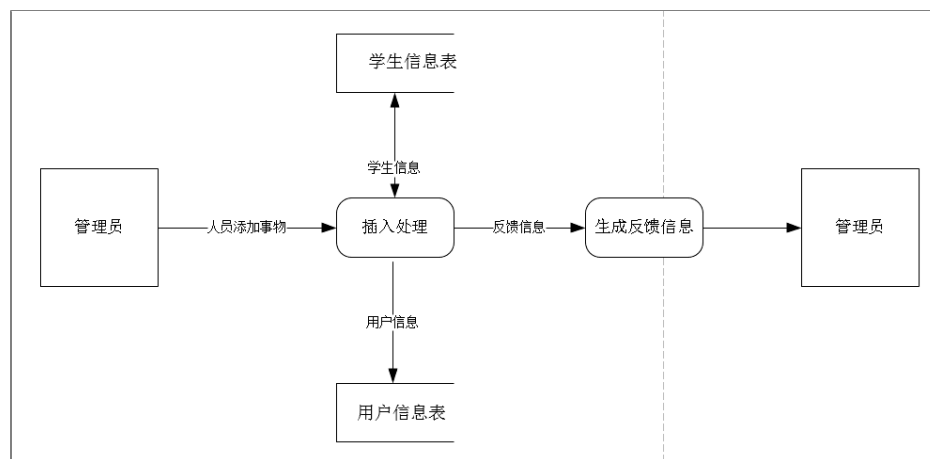 学生信息表
学生信息
管理员
人员添加事物
插入处理
反馈信息
生成反馈信息
管理员
用户信息
用户信息表